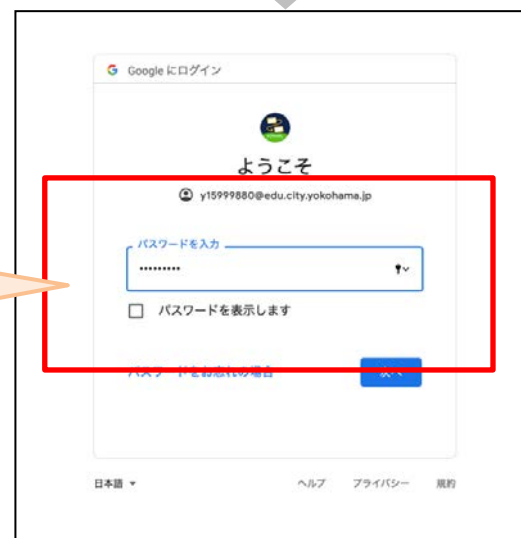 Google にログイン
ようこそ
y15999880@edu.city.yokohama.jp
パスワードを入力
•••••••••
パスワードを表示します
パスワードをお忘れの場合
次へ
日本語 ヘルプ プライバシー 規約